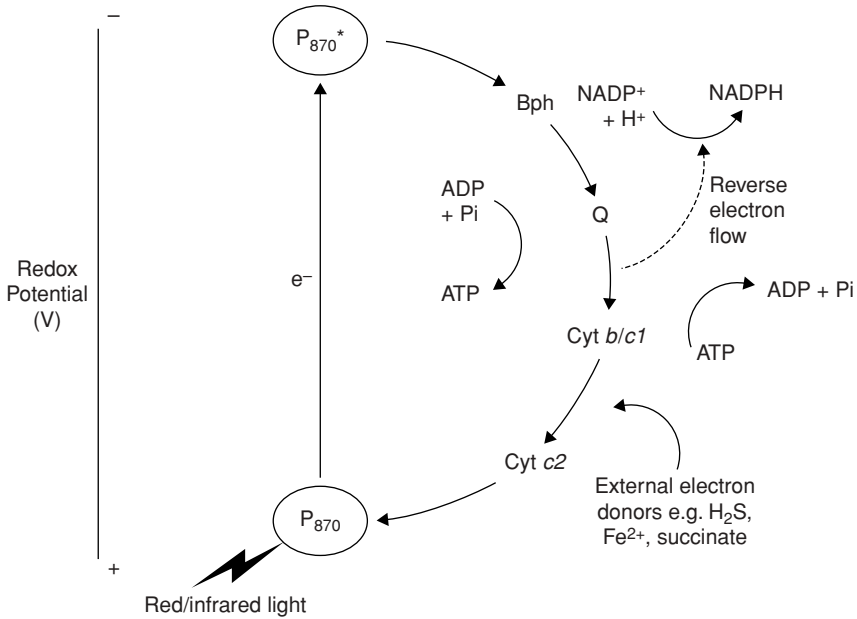 –
P₈₇₀*
Bph
NADP⁺
+ H⁺
NADPH
Reverse
electron
flow
ADP
+ Pi
ATP
Q
Redox
Potential
(V)
e⁻
ADP + Pi
ATP
Cyt b/c1
Cyt c2
External electron
donors e.g. H₂S,
Fe²⁺, succinate
P₈₇₀
+
Red/infrared light